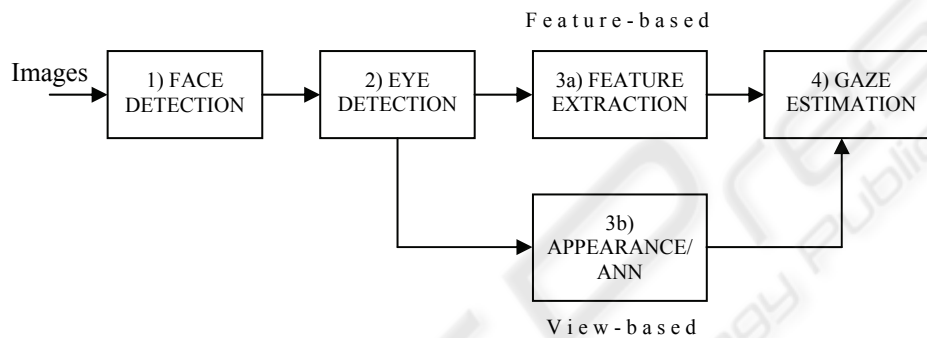 Feature-based
Images
1) FACE
DETECTION
2) EYE
DETECTION
3a) FEATURE
EXTRACTION
4) GAZE
ESTIMATION
3b)
APPEARANCE/
ANN
View-based